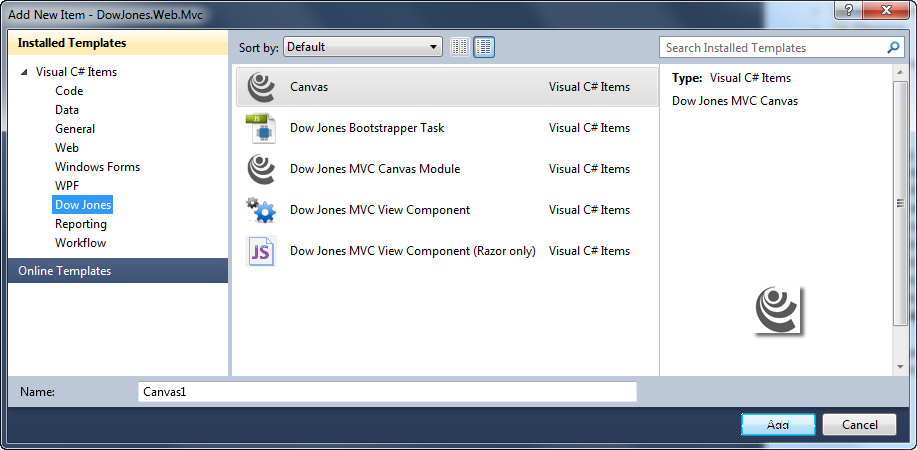 Add New Item - DowJones.Web.Mvc
?
Installed Templates
Sort by: Default
Search Installed Templates
Visual C# Items
Code
Data
General
Web
Windows Forms
WPF
Dow Jones
Reporting
Workflow
Online Templates
Canvas Visual C# Items
JS
Dow Jones Bootstrapper Task Visual C# Items
Dow Jones MVC Canvas Module Visual C# Items
Dow Jones MVC View Component Visual C# Items
JS Dow Jones MVC View Component (Razor only) Visual C# Items
Type: Visual C# Items
Dow Jones MVC Canvas
Name: Canvas1
Add Cancel